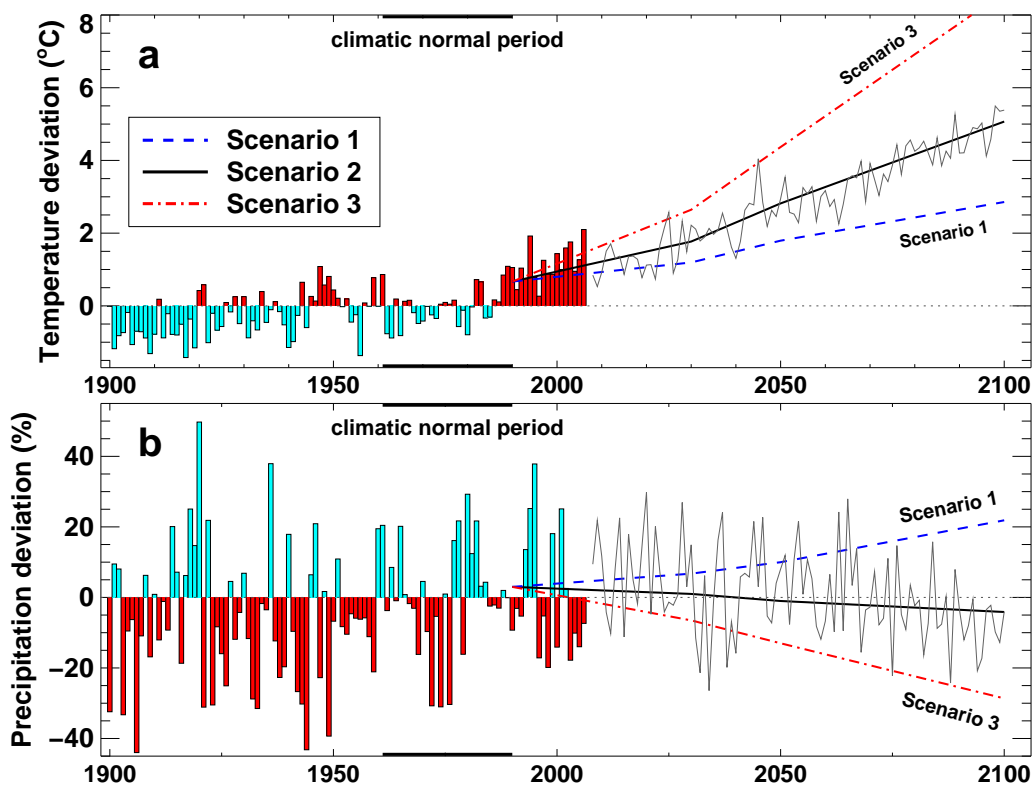 climatic normal period
a
Temperature deviation (°C)
8
6
4
2
0
Scenario 1
Scenario 2
Scenario 3
Scenario 3
Scenario 1
1900 1950 2000 2050 2100
climatic normal period
b
Precipitation deviation (%)
40
20
0
−20
−40
Scenario 1
Scenario 3
1900 1950 2000 2050 2100